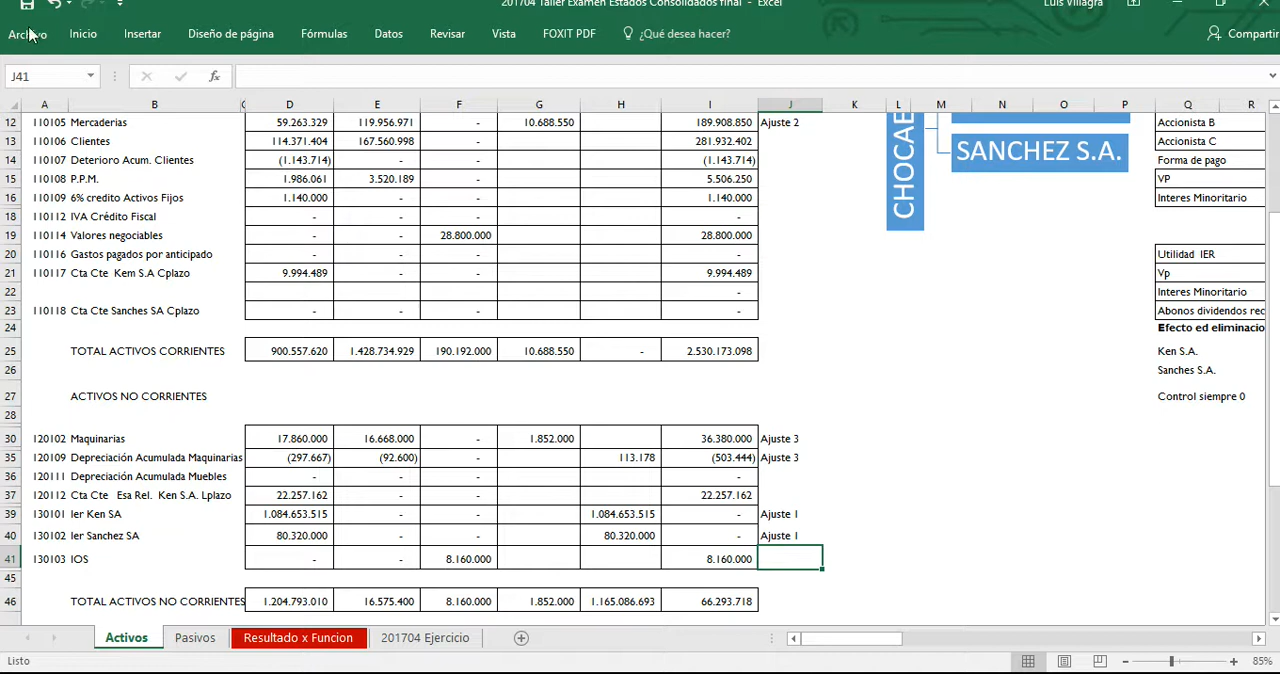 201704 Taller Examen Estados Consolidados final - Excel Luis Villagra
Archivo Inicio Insertar Diseño de página Fórmulas Datos Revisar Vista FOXIT PDF ¿Qué desea hacer? Compartir
J41 fx
A B C D E F G H I J K L M N O P Q R
12 110105 Mercaderias 59.263.329 119.956.971 - 10.688.550 189.908.850 Ajuste 2 Accionista B
13 110106 Clientes 114.371.404 167.560.998 - 281.932.402 Accionista C
14 110107 Deterioro Acum. Clientes (1.143.714) - - (1.143.714) Forma de pago
15 110108 P.P.M. 1.986.061 3.520.189 - 5.506.250 VP
16 110109 6% credito Activos Fijos 1.140.000 - - 1.140.000 Interes Minoritario
CHOCAE SANCHEZ S.A.
18 110112 IVA Crédito Fiscal - - - -
19 110114 Valores negociables - - 28.800.000 28.800.000
20 110116 Gastos pagados por anticipado - - - - Utilidad IER
21 110117 Cta Cte Kem S.A Cplazo 9.994.489 - - 9.994.489 Vp
22 - Interes Minoritario
23 110118 Cta Cte Sanches SA Cplazo - - - - Abonos dividendos rec
24 Efecto ed eliminacio
25 TOTAL ACTIVOS CORRIENTES 900.557.620 1.428.734.929 190.192.000 10.688.550 - 2.530.173.098 Ken S.A.
26 Sanches S.A.
27 ACTIVOS NO CORRIENTES Control siempre 0
28
30 120102 Maquinarias 17.860.000 16.668.000 - 1.852.000 36.380.000 Ajuste 3
35 120109 Depreciación Acumulada Maquinarias (297.667) (92.600) - 113.178 (503.444) Ajuste 3
36 120111 Depreciación Acumulada Muebles - - - -
37 120112 Cta Cte Esa Rel. Ken S.A. Lplazo 22.257.162 - - 22.257.162
39 130101 Ier Ken SA 1.084.653.515 - - 1.084.653.515 - Ajuste 1
40 130102 Ier Sanchez SA 80.320.000 - - 80.320.000 - Ajuste 1
41 130103 IOS - - 8.160.000 8.160.000
45
46 TOTAL ACTIVOS NO CORRIENTES 1.204.793.010 16.575.400 8.160.000 1.852.000 1.165.086.693 66.293.718
Activos Pasivos Resultado x Funcion 201704 Ejercicio
Listo 85%